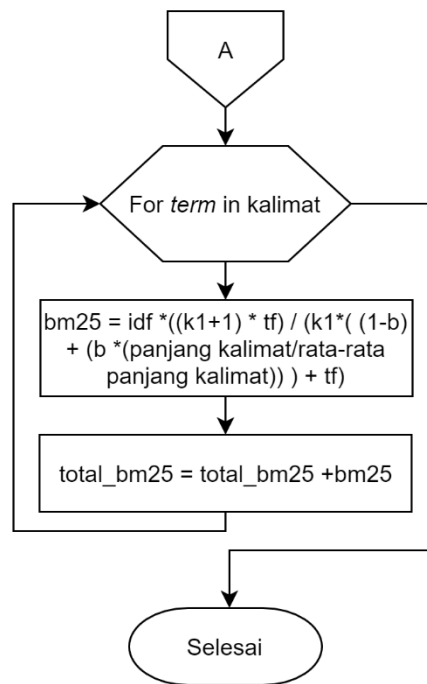 A
For term in kalimat
bm25 = idf *((k1+1) * tf) / (k1*( (1-b)
+ (b *(panjang kalimat/rata-rata
panjang kalimat)) ) + tf)
total_bm25 = total_bm25 +bm25
Selesai